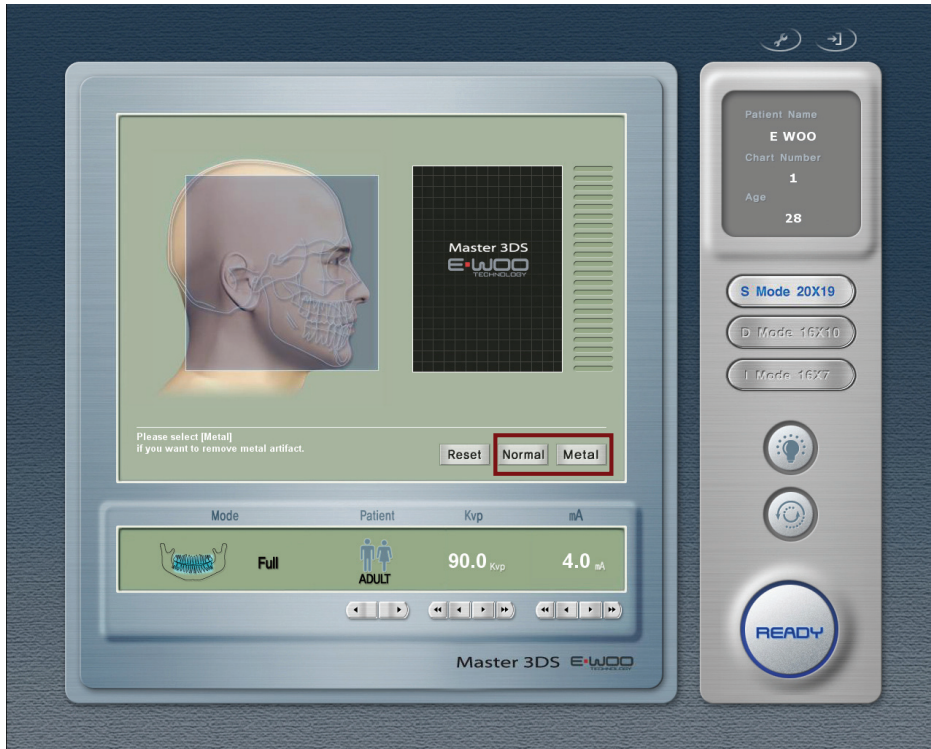 Patient Name
E WOO
Chart Number
1
Age
28
Master 3DS
E·WOO
TECHNOLOGY
S Mode 20X19
D Mode 16X10
I Mode 16X7
Please select [Metal]
if you want to remove metal artifact.
Reset Normal Metal
Mode Patient Kvp mA
Full ADULT 90.0 Kvp 4.0 mA
READY
Master 3DS E·WOO
TECHNOLOGY